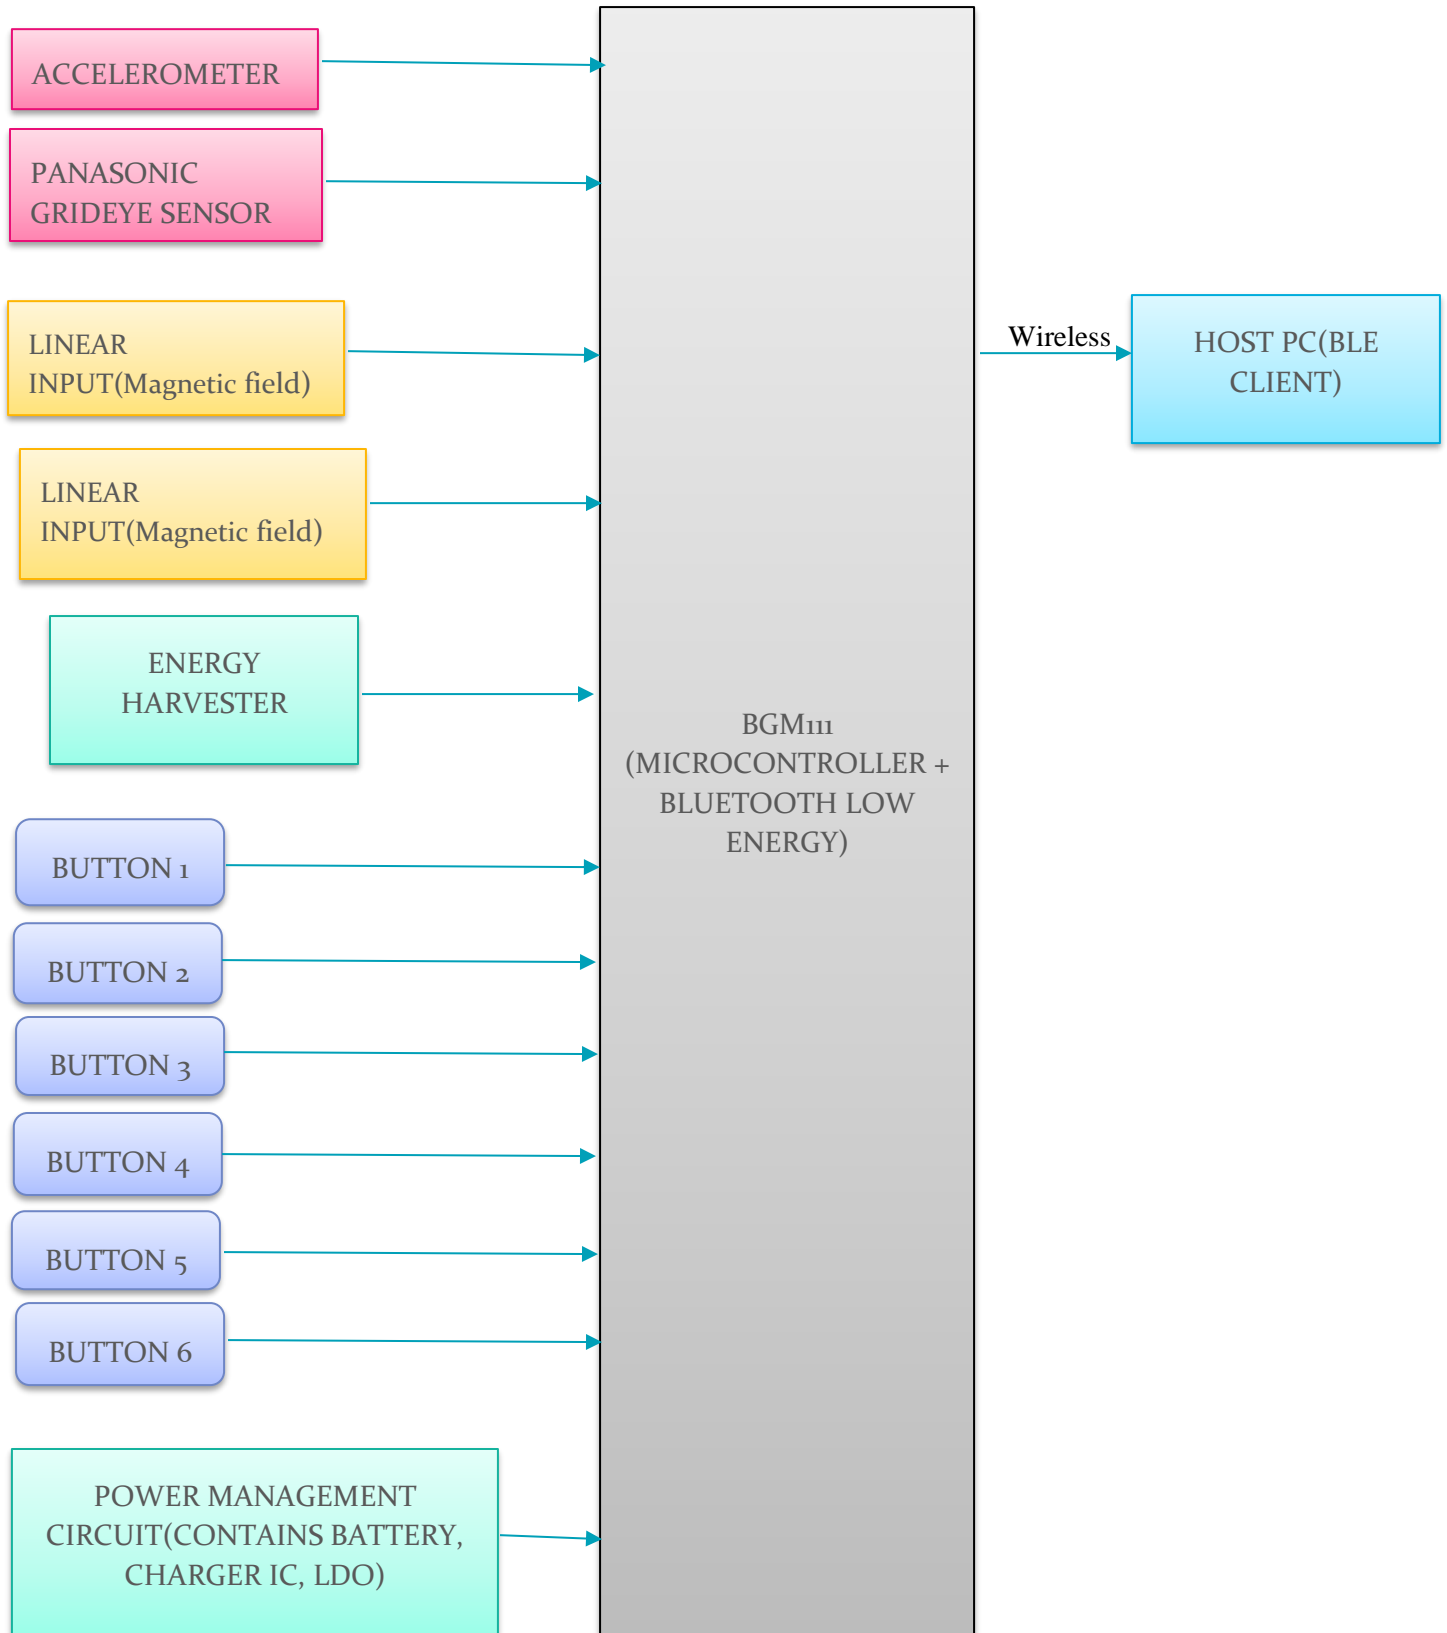 ACCELEROMETER
PANASONIC
GRIDEYE SENSOR
LINEAR
INPUT(Magnetic field)
LINEAR
INPUT(Magnetic field)
ENERGY
HARVESTER
BUTTON 1
BUTTON 2
BUTTON 3
BUTTON 4
BUTTON 5
BUTTON 6
POWER MANAGEMENT
CIRCUIT(CONTAINS BATTERY,
CHARGER IC, LDO)
BGM111
(MICROCONTROLLER +
BLUETOOTH LOW
ENERGY)
Wireless
HOST PC(BLE
CLIENT)